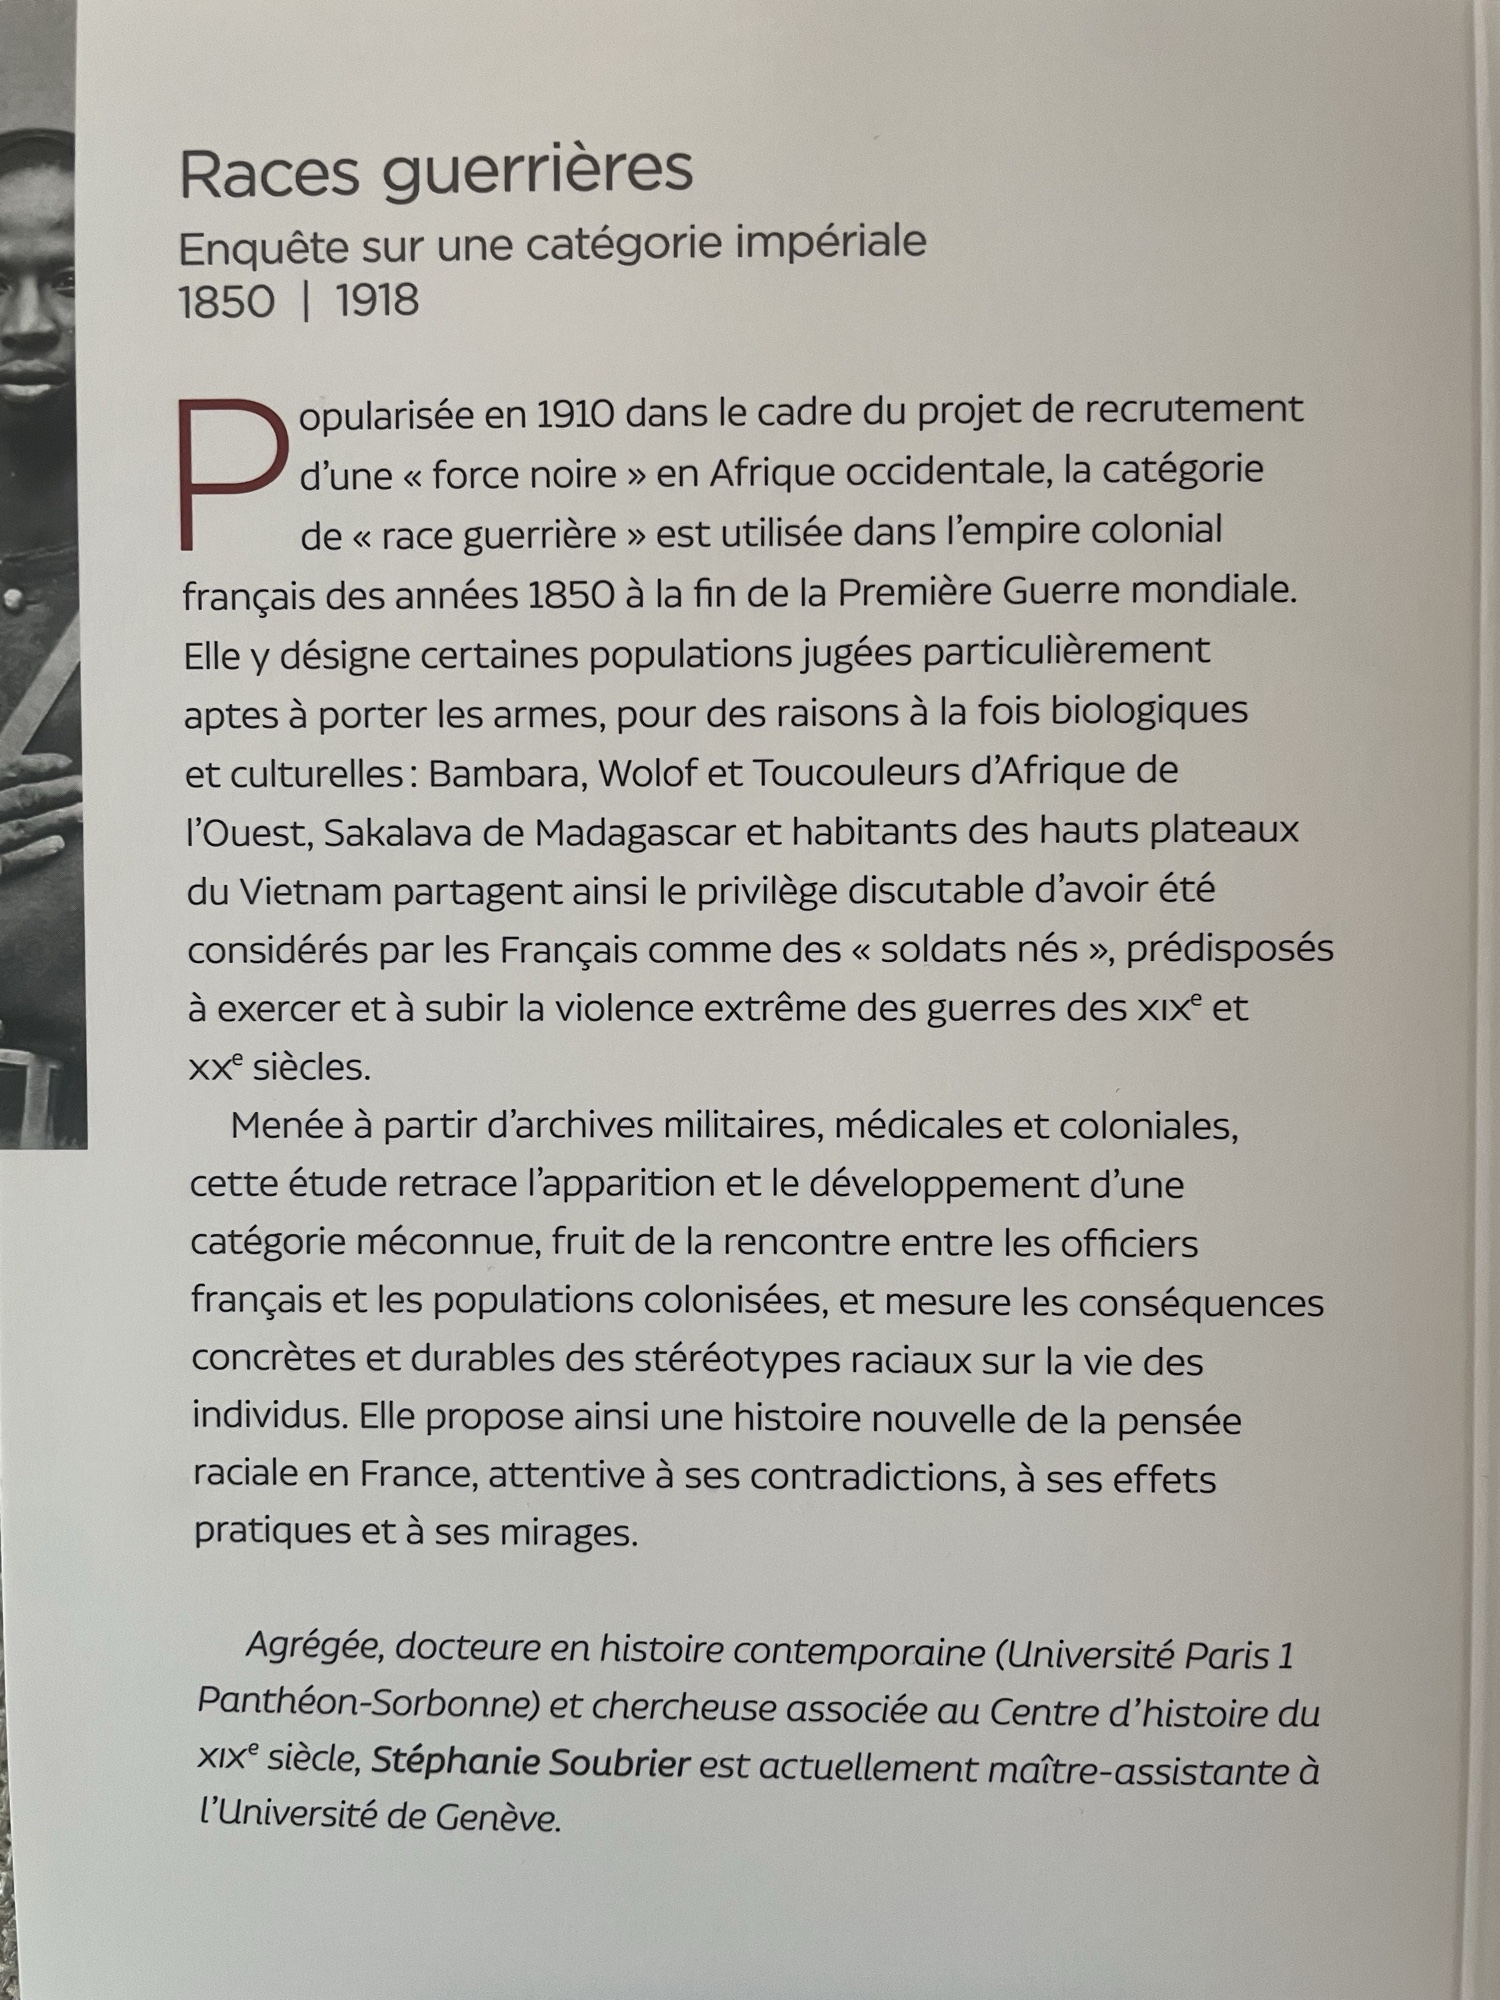 Races guerrières
Enquête sur une catégorie impériale
1850 | 1918
Popularisée en 1910 dans le cadre du projet de recrutement
d’une « force noire » en Afrique occidentale, la catégorie
de « race guerrière » est utilisée dans l’empire colonial
français des années 1850 à la fin de la Première Guerre mondiale.
Elle y désigne certaines populations jugées particulièrement
aptes à porter les armes, pour des raisons à la fois biologiques
et culturelles : Bambara, Wolof et Toucouleurs d’Afrique de
l’Ouest, Sakalava de Madagascar et habitants des hauts plateaux
du Vietnam partagent ainsi le privilège discutable d’avoir été
considérés par les Français comme des « soldats nés », prédisposés
à exercer et à subir la violence extrême des guerres des XIXe et
XXe siècles.
Menée à partir d’archives militaires, médicales et coloniales,
cette étude retrace l’apparition et le développement d’une
catégorie méconnue, fruit de la rencontre entre les officiers
français et les populations colonisées, et mesure les conséquences
concrètes et durables des stéréotypes raciaux sur la vie des
individus. Elle propose ainsi une histoire nouvelle de la pensée
raciale en France, attentive à ses contradictions, à ses effets
pratiques et à ses mirages.
Agrégée, docteure en histoire contemporaine (Université Paris 1
Panthéon-Sorbonne) et chercheuse associée au Centre d’histoire du
XIXe siècle, Stéphanie Soubrier est actuellement maître-assistante à
l’Université de Genève.